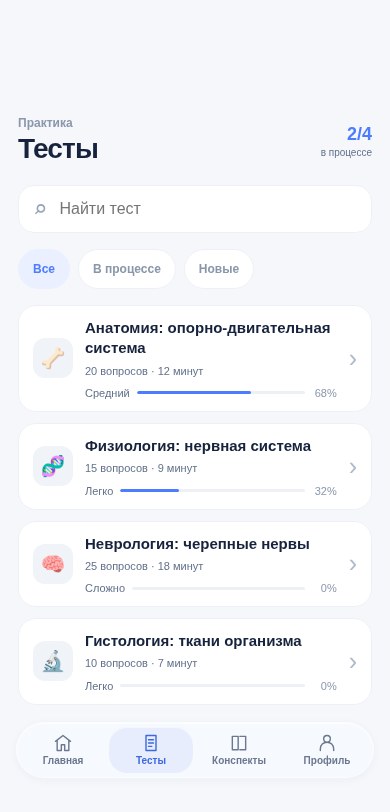 Практика
Тесты
2/4
в процессе
Найти тест
Все
В процессе
Новые
Анатомия: опорно-двигательная
система
20 вопросов · 12 минут
Средний 68%
Физиология: нервная система
15 вопросов · 9 минут
Легко 32%
Неврология: черепные нервы
25 вопросов · 18 минут
Сложно 0%
Гистология: ткани организма
10 вопросов · 7 минут
Легко 0%
Главная
Тесты
Конспекты
Профиль